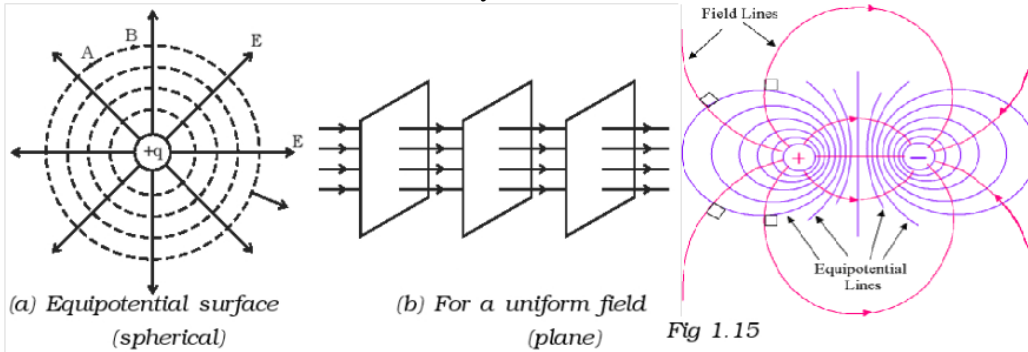 A
B
E
E
+q
(a) Equipotential surface
(spherical)
(b) For a uniform field
(plane)
Field Lines
+
−
Equipotential
Lines
Fig 1.15